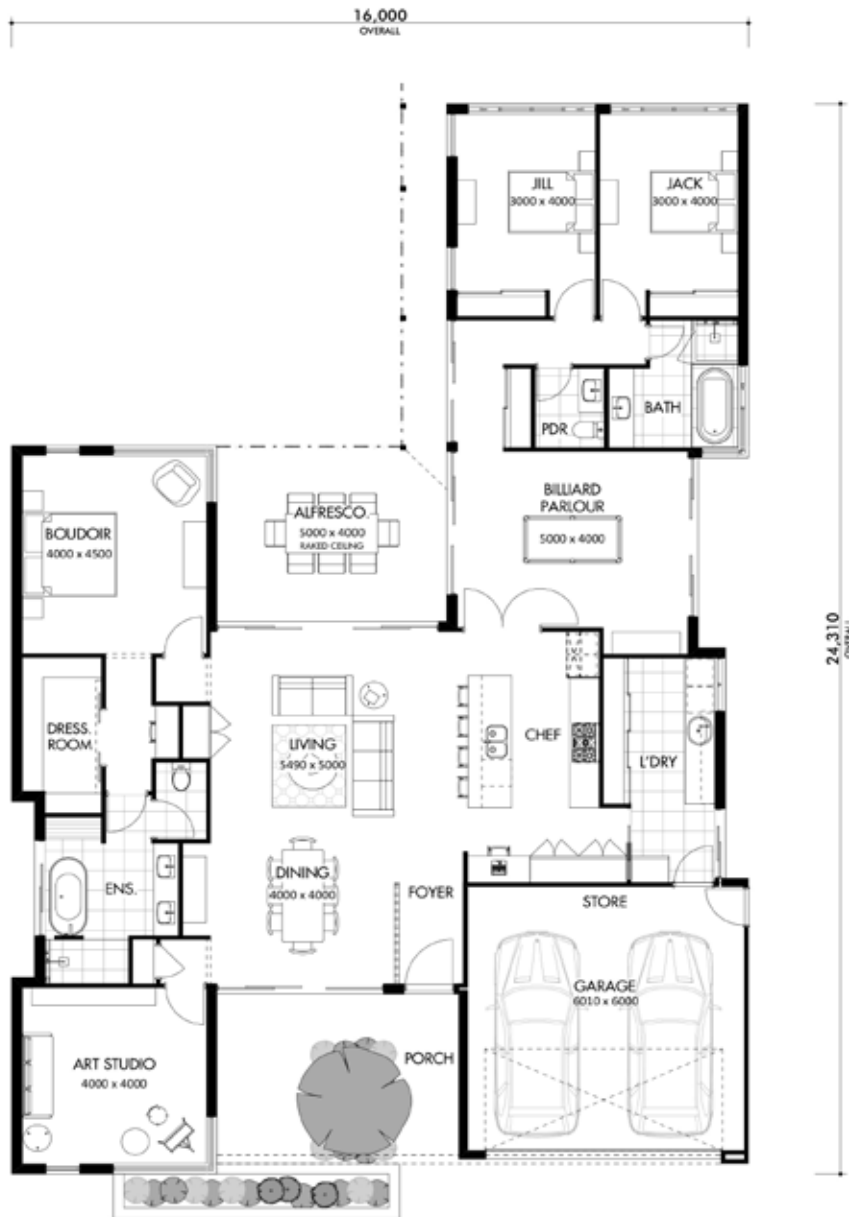 16,000
OVERALL
JILL
3000 x 4000
JACK
3000 x 4000
PDR
BATH
BILLIARD
PARLOUR
5000 x 4000
ALFRESCO.
5000 x 4000
RAKED CEILING
BOUDOIR
4000 x 4500
24,310
OVERALL
DRESS.
ROOM
LIVING
5490 x 5000
CHEF
L'DRY
DINING
4000 x 4000
ENS.
FOYER
STORE
GARAGE
6010 x 6000
ART STUDIO
4000 x 4000
PORCH